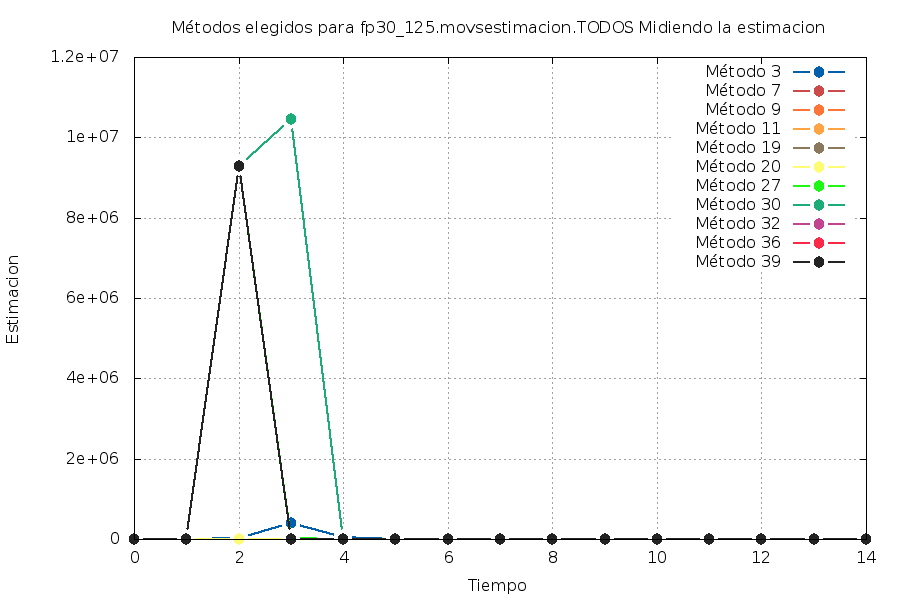 Métodos elegidos para fp30_125.movsestimacion.TODOS Midiendo la estimacion
1.2e+07
1e+07
8e+06
6e+06
4e+06
2e+06
0
Estimacion
Método 3
Método 7
Método 9
Método 11
Método 19
Método 20
Método 27
Método 30
Método 32
Método 36
Método 39
0 2 4 6 8 10 12 14
Tiempo